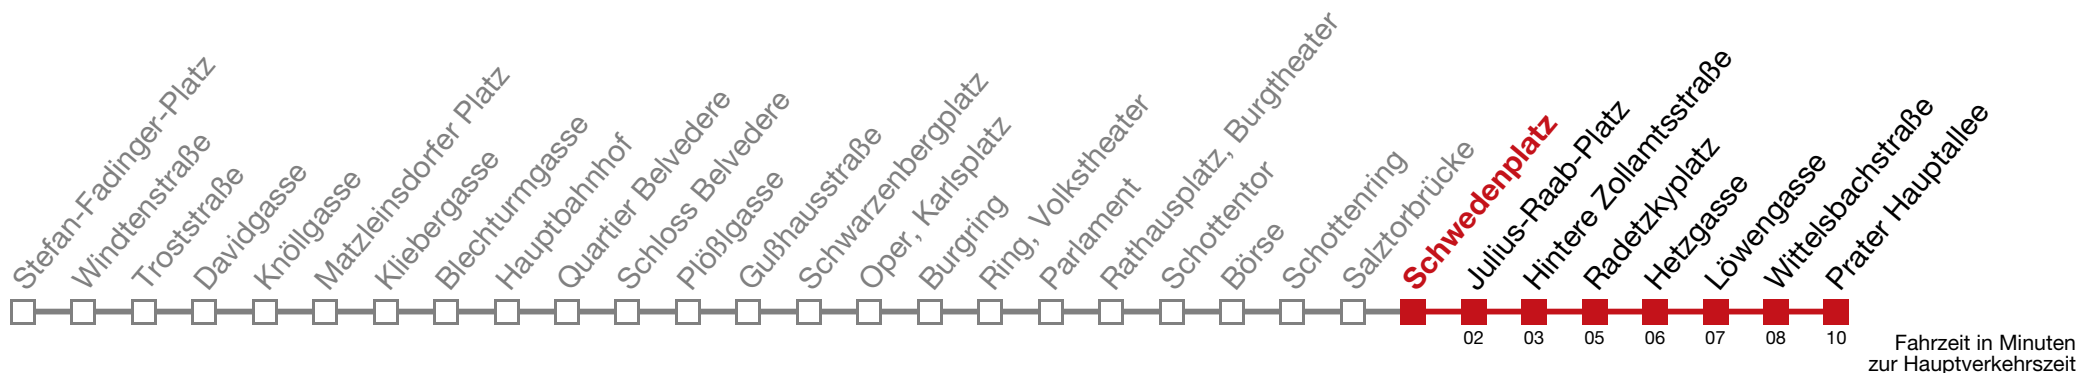 Stefan-Fadinger-Platz
Windtenstraße
Troststraße
Davidgasse
Knöllgasse
Matzleinsdorfer Platz
Kliebergasse
Blechturmgasse
Hauptbahnhof
Quartier Belvedere
Schloss Belvedere
Plößlgasse
Gußhausstraße
Schwarzenbergplatz
Oper, Karlsplatz
Burgring
Ring, Volkstheater
Parlament
Rathausplatz, Burgtheater
Schottentor
Börse
Schottenring
Salztorbrücke
Schwedenplatz
Julius-Raab-Platz
Hintere Zollamtsstraße
Radetzkyplatz
Hetzgasse
Löwengasse
Wittelsbachstraße
Prater Hauptallee
02 03 05 06 07 08 10
Fahrzeit in Minuten
zur Hauptverkehrszeit